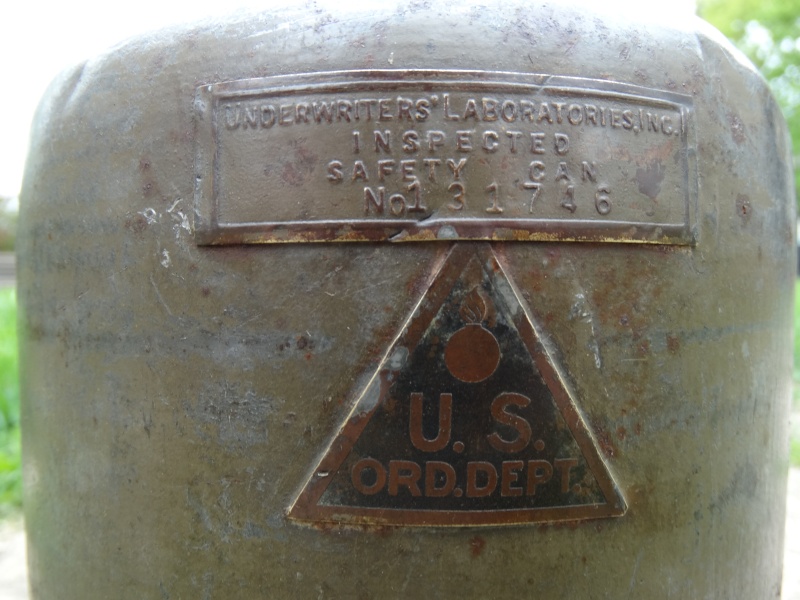 UNDERWRITERS' LABORATORIES, INC.
INSPECTED
SAFETY CAN
No 131746
U. S.
ORD. DEPT.